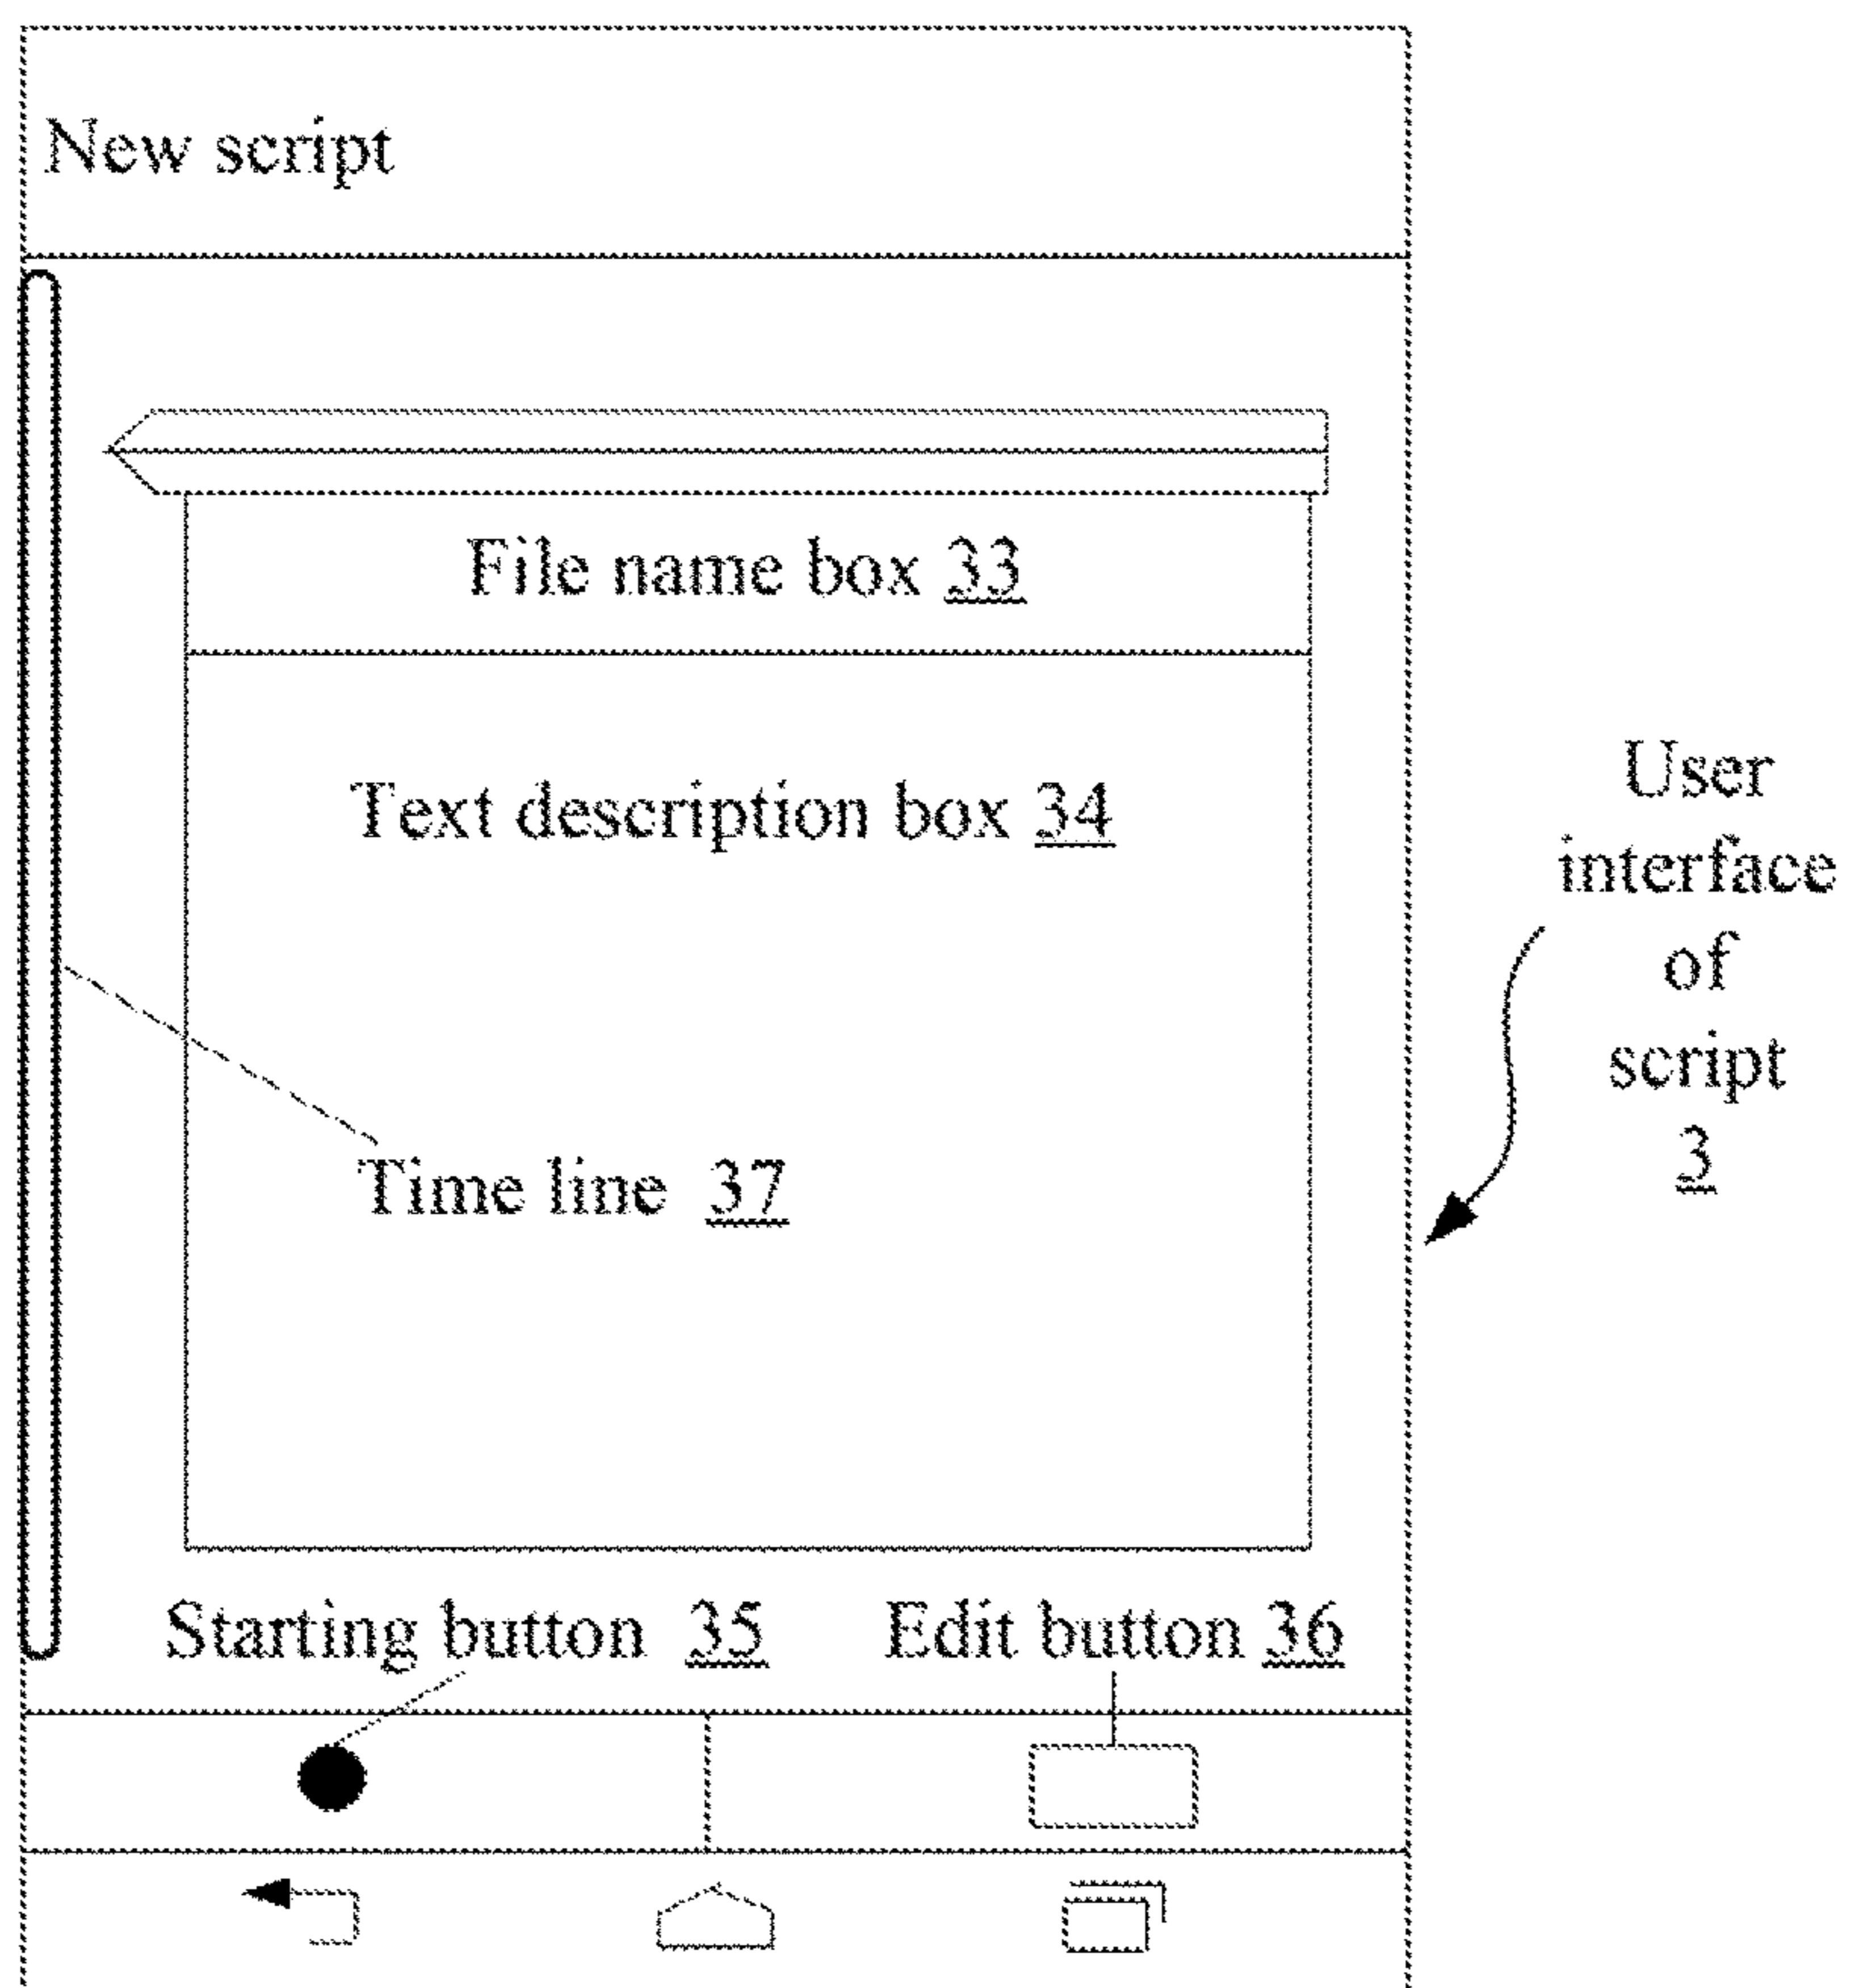 New script
File name box 33
Text description box 34
User
interface
of
script
3
Time line 37
Starting button 35 Edit button 36